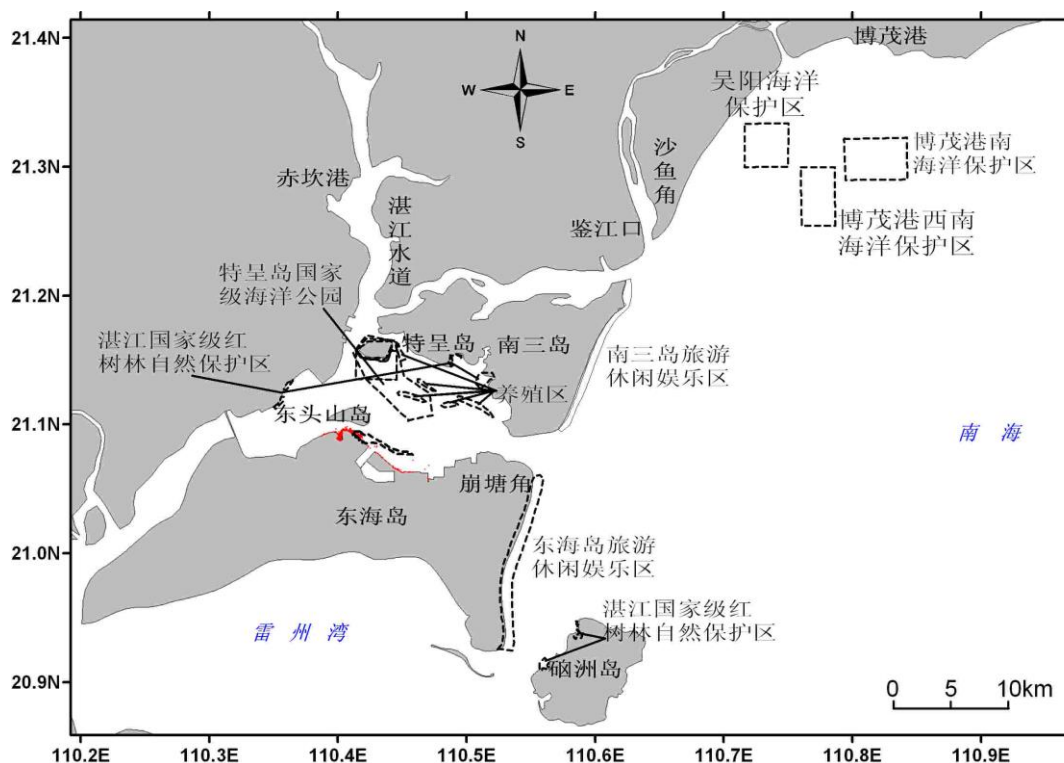 21.4N
21.3N
21.2N
21.1N
21.0N
20.9N
N
W
E
S
博茂港
吴阳海洋
保护区
博茂港南
海洋保护区
博茂港西南
海洋保护区
沙鱼角
赤坎港
湛江水道
鉴江口
特呈岛国家
级海洋公园
湛江国家级红
树林自然保护区
特呈岛
南三岛
南三岛旅游
休闲娱乐区
养殖区
东头山岛
南 海
崩塘角
东海岛
东海岛旅游
休闲娱乐区
湛江国家级红
树林自然保护区
雷 州 湾
硇洲岛
0 5 10km
110.2E 110.3E 110.4E 110.5E 110.6E 110.7E 110.8E 110.9E